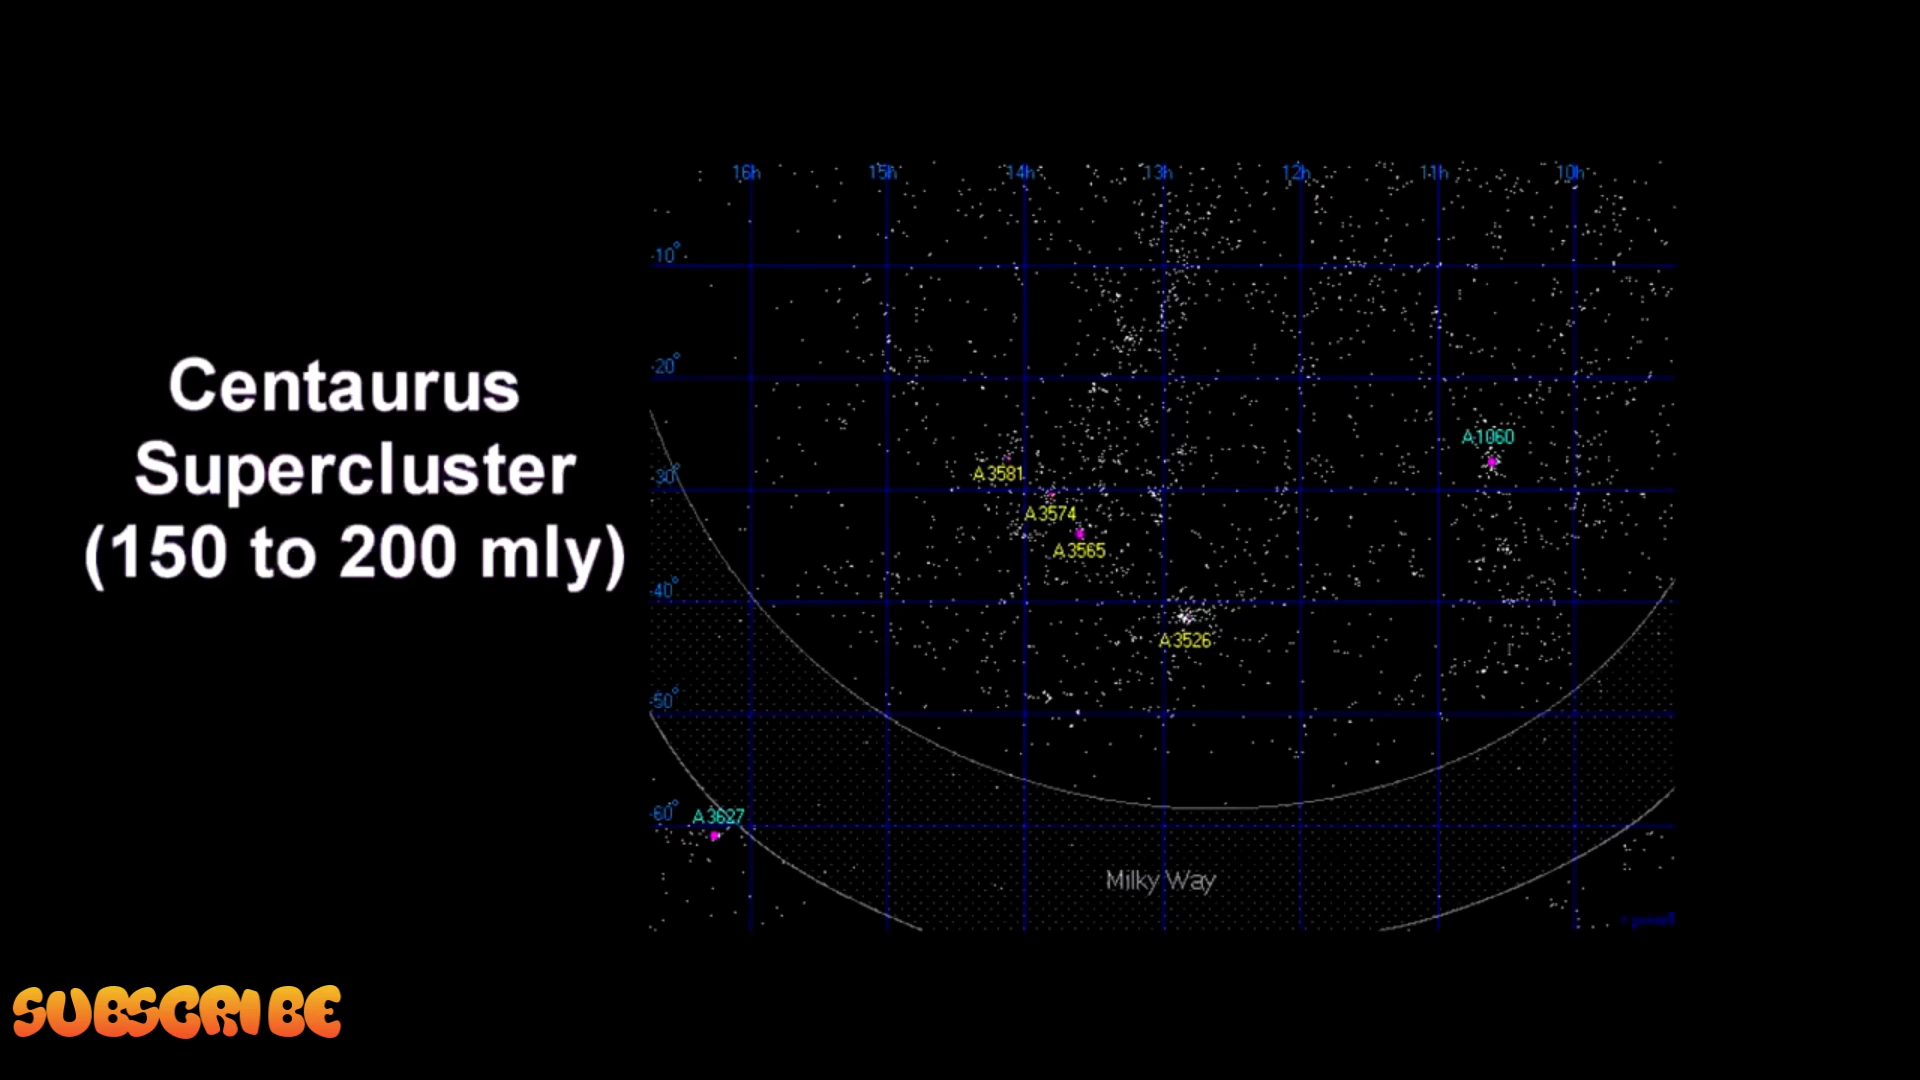 Centaurus
Supercluster
(150 to 200 mly)
16h 15h 14h 13h 12h 11h 10h
-10°
-20°
A1060
-30°
A3581
A3574
A3565
-40°
A3526
-50°
-60°
A3627
Milky Way
SUBSCRIBE